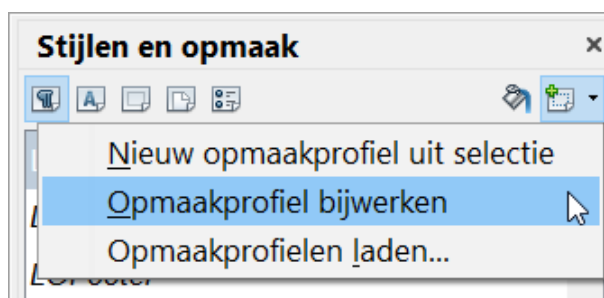 Stijlen en opmaak
Nieuw opmaakprofiel uit selectie
Opmaakprofiel bijwerken
Opmaakprofielen laden...